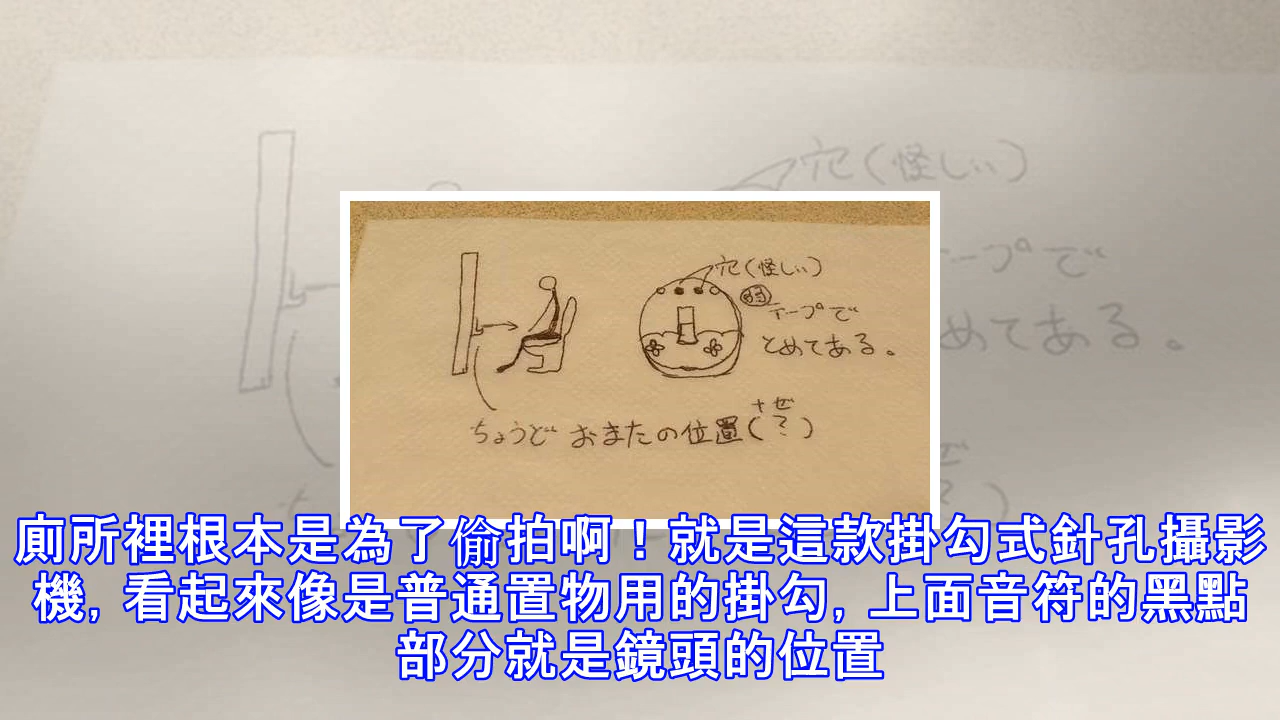 穴(怪しい)
テープで
とめてある。
ちょうど おまたの位置(なぜ?)
廁所裡根本是為了偷拍啊！就是這款掛勾式針孔攝影
機, 看起來像是普通置物用的掛勾, 上面音符的黑點
部分就是鏡頭的位置